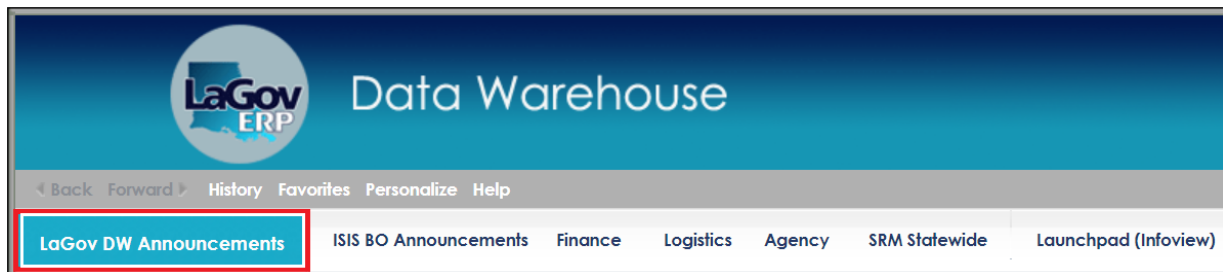 LaGov
ERP
Data Warehouse
Back Forward History Favorites Personalize Help
LaGov DW Announcements ISIS BO Announcements Finance Logistics Agency SRM Statewide Launchpad (Infoview)